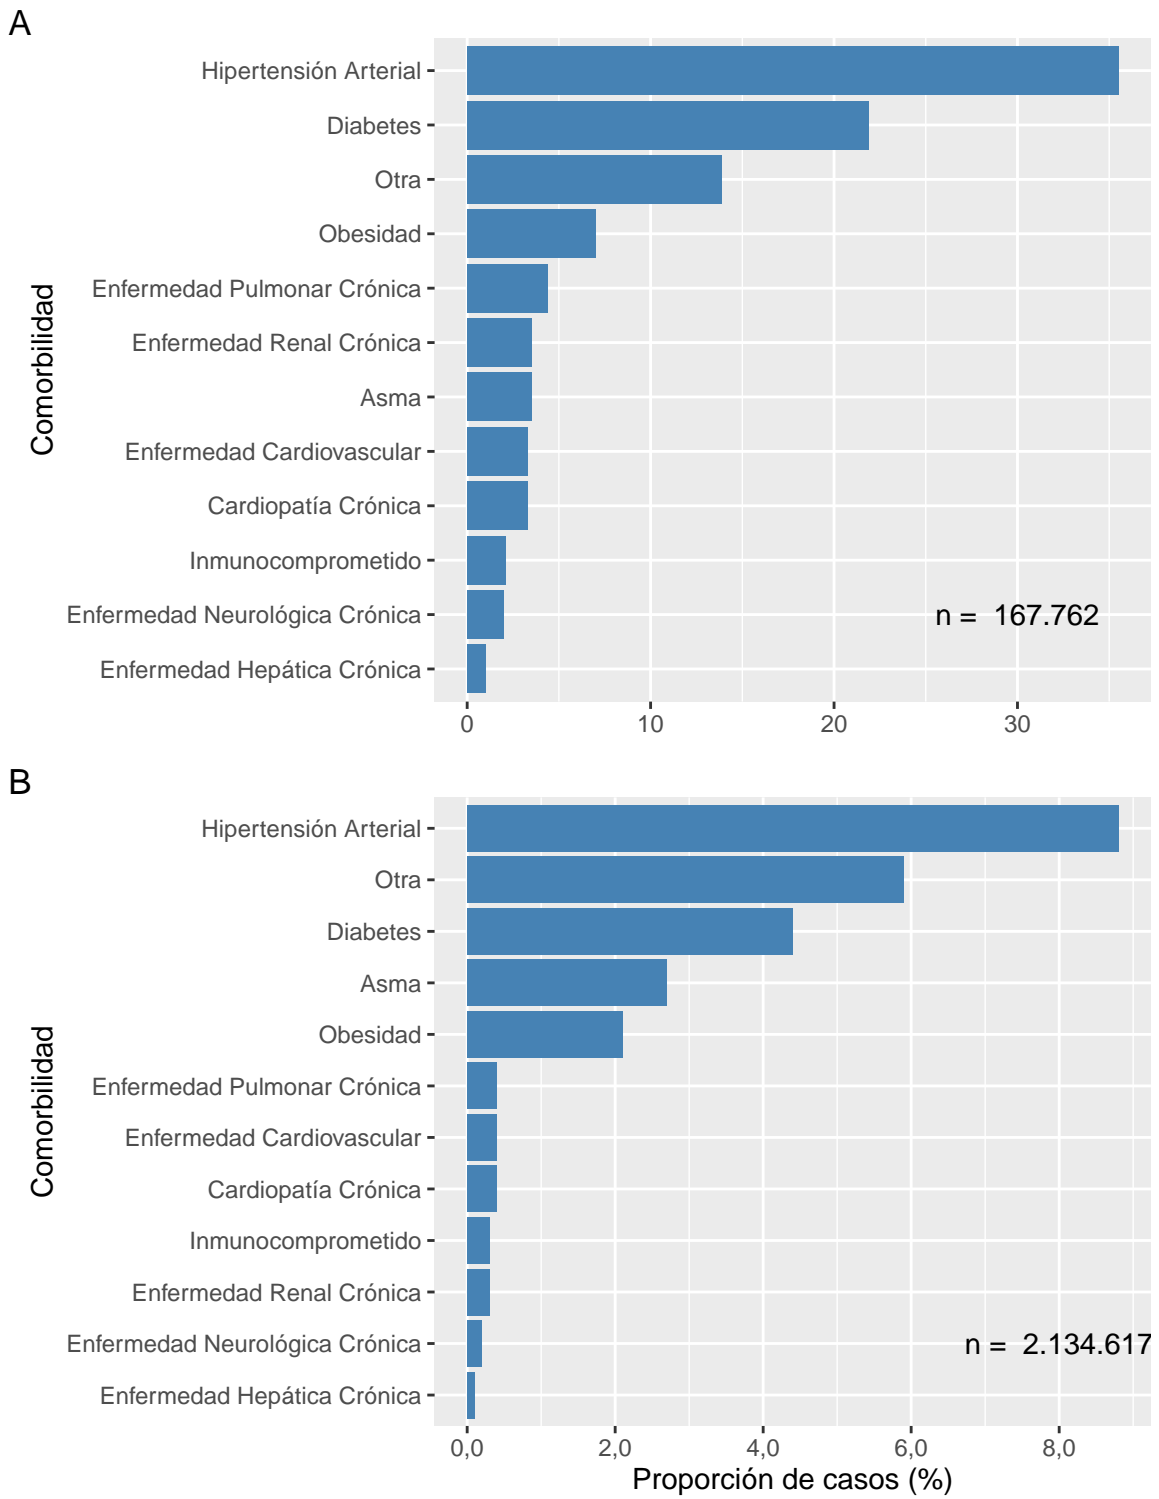 A
Hipertensión Arterial
Diabetes
Otra
Obesidad
Enfermedad Pulmonar Crónica
Enfermedad Renal Crónica
Asma
Enfermedad Cardiovascular
Cardiopatía Crónica
Inmunocomprometido
Enfermedad Neurológica Crónica
Enfermedad Hepática Crónica
Comorbilidad
n =  167.762
0 10 20 30
B
Hipertensión Arterial
Otra
Diabetes
Asma
Obesidad
Enfermedad Pulmonar Crónica
Enfermedad Cardiovascular
Cardiopatía Crónica
Inmunocomprometido
Enfermedad Renal Crónica
Enfermedad Neurológica Crónica
Enfermedad Hepática Crónica
Comorbilidad
n =  2.134.617
0,0 2,0 4,0 6,0 8,0
Proporción de casos (%)